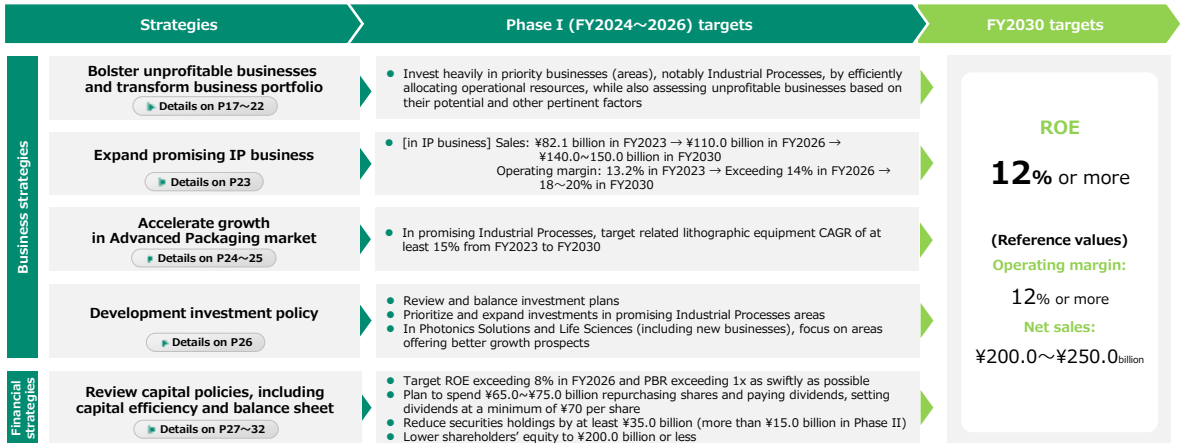 Strategies
Phase I (FY2024～2026) targets
FY2030 targets
Business strategies
Bolster unprofitable businesses
and transform business portfolio
Details on P17～22
● Invest heavily in priority businesses (areas), notably Industrial Processes, by efficiently
allocating operational resources, while also assessing unprofitable businesses based on
their potential and other pertinent factors
Expand promising IP business
Details on P23
● [in IP business] Sales: ¥82.1 billion in FY2023 → ¥110.0 billion in FY2026 →
¥140.0~150.0 billion in FY2030
Operating margin: 13.2% in FY2023 → Exceeding 14% in FY2026 →
18～20% in FY2030
Accelerate growth
in Advanced Packaging market
Details on P24～25
● In promising Industrial Processes, target related lithographic equipment CAGR of at
least 15% from FY2023 to FY2030
Development investment policy
Details on P26
● Review and balance investment plans
● Prioritize and expand investments in promising Industrial Processes areas
● In Photonics Solutions and Life Sciences (including new businesses), focus on areas
offering better growth prospects
Financial
strategies
Review capital policies, including
capital efficiency and balance sheet
Details on P27～32
● Target ROE exceeding 8% in FY2026 and PBR exceeding 1x as swiftly as possible
● Plan to spend ¥65.0~¥75.0 billion repurchasing shares and paying dividends, setting
dividends at a minimum of ¥70 per share
● Reduce securities holdings by at least ¥35.0 billion (more than ¥15.0 billion in Phase II)
● Lower shareholders' equity to ¥200.0 billion or less
ROE
12% or more
(Reference values)
Operating margin:
12% or more
Net sales:
¥200.0～¥250.0billion